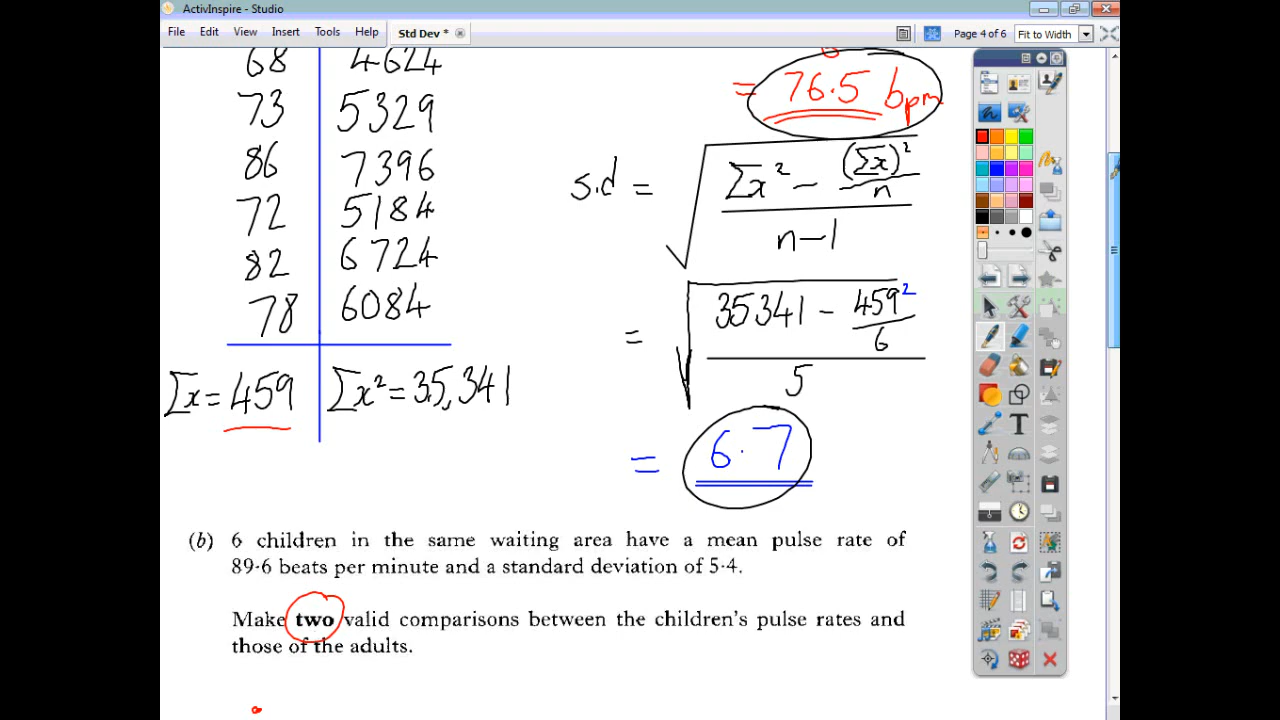 ActivInspire - Studio
File Edit View Insert Tools Help Std Dev * Page 4 of 6 Fit to Width
68 4624
73 5329
86 7396
72 5184
82 6724
78 6084
Σx = 459 Σx² = 35,341
= 76.5 bpm
s.d = √
Σx² - (Σx)²
n
n-1
= √
35341 - 459²
6
5
= 6.7
(b) 6 children in the same waiting area have a mean pulse rate of
89·6 beats per minute and a standard deviation of 5·4.
Make two valid comparisons between the children's pulse rates and
those of the adults.